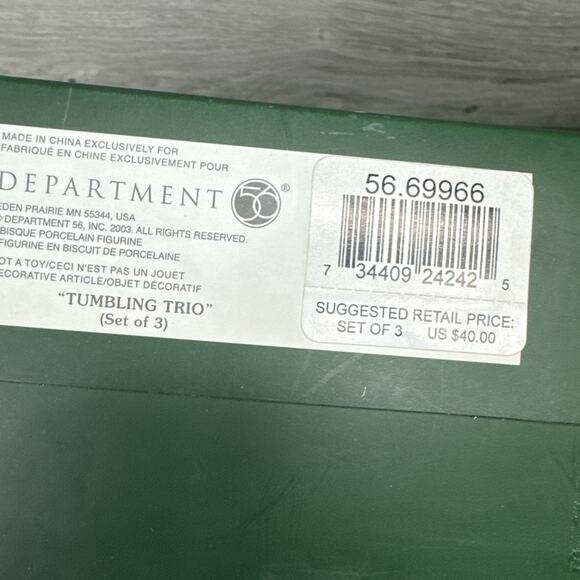 MADE IN CHINA EXCLUSIVELY FOR
FABRIQUÉ EN CHINE EXCLUSIVEMENT POUR
DEPARTMENT 56®
EDEN PRAIRIE MN 55344, USA
© DEPARTMENT 56, INC. 2003. ALL RIGHTS RESERVED.
BISQUE PORCELAIN FIGURINE
FIGURINE EN BISCUIT DE PORCELAINE
NOT A TOY/CECI N'EST PAS UN JOUET
DECORATIVE ARTICLE/OBJET DÉCORATIF
"TUMBLING TRIO"
(Set of 3)
56.69966
7 34409 24242 5
SUGGESTED RETAIL PRICE:
SET OF 3 US $40.00